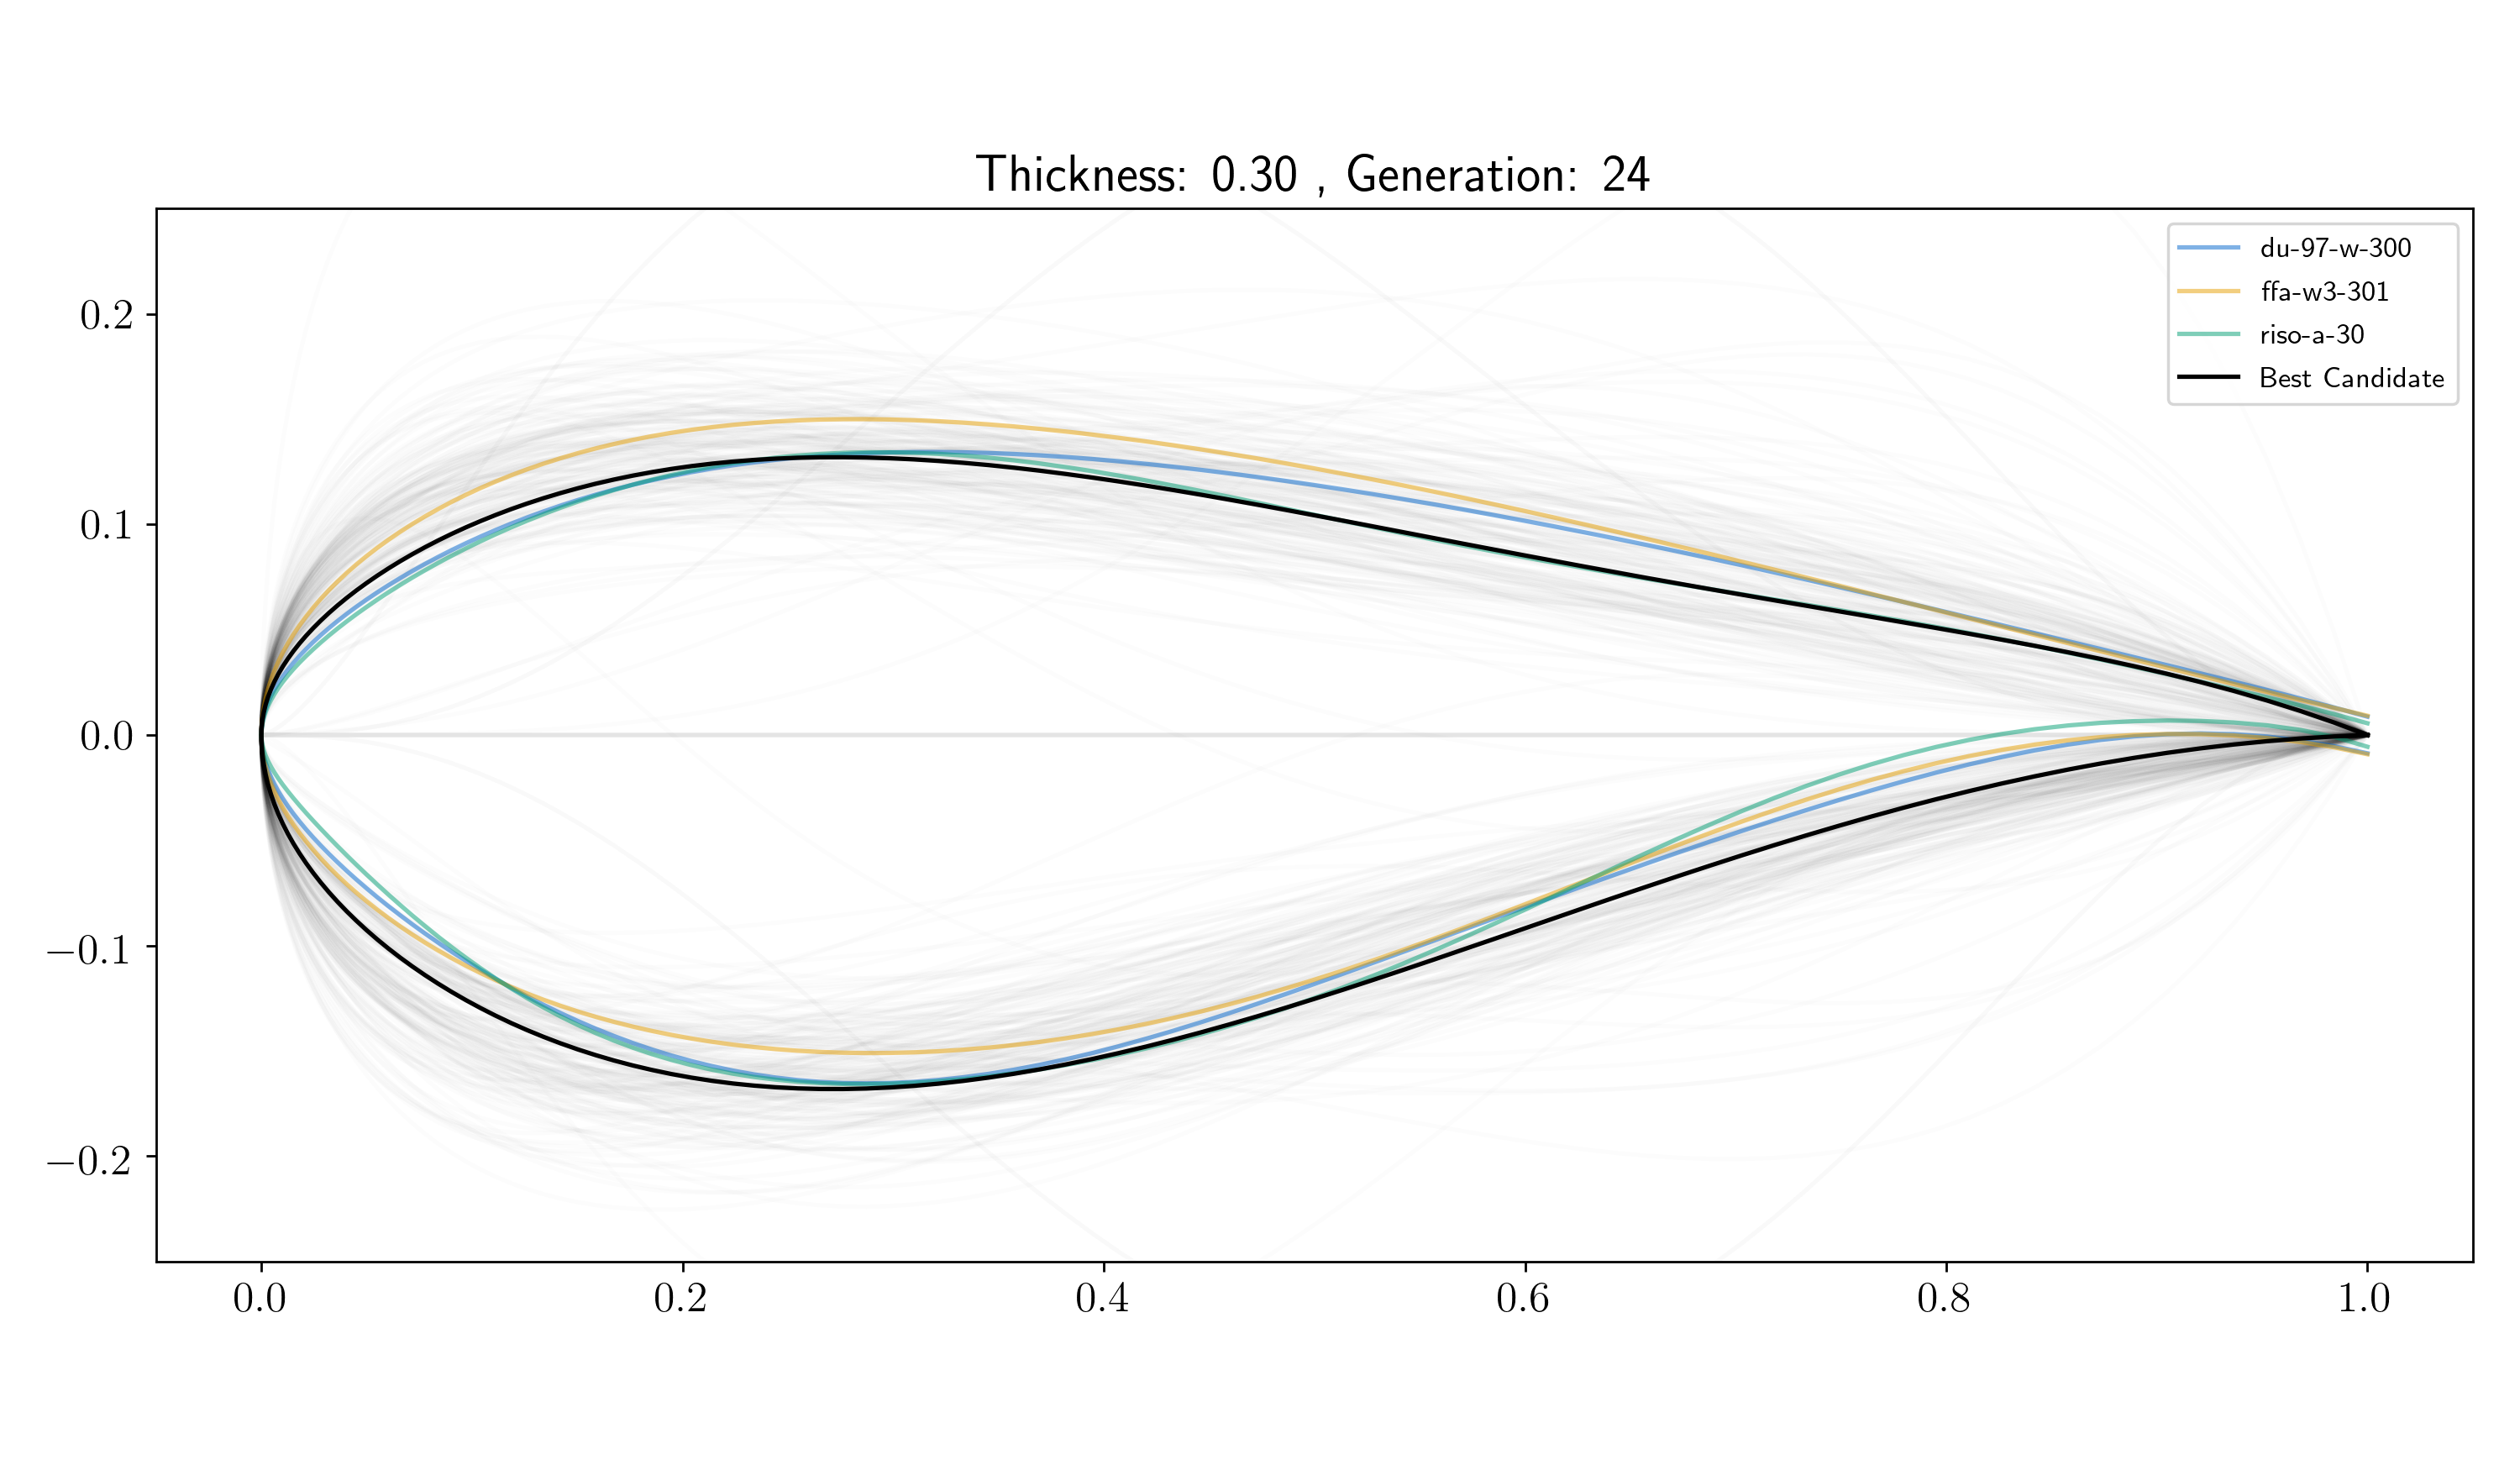 Thickness: 0.30 , Generation: 24
du-97-w-300
ffa-w3-301
riso-a-30
Best Candidate
0.2
0.1
0.0
−0.1
−0.2
0.0 0.2 0.4 0.6 0.8 1.0